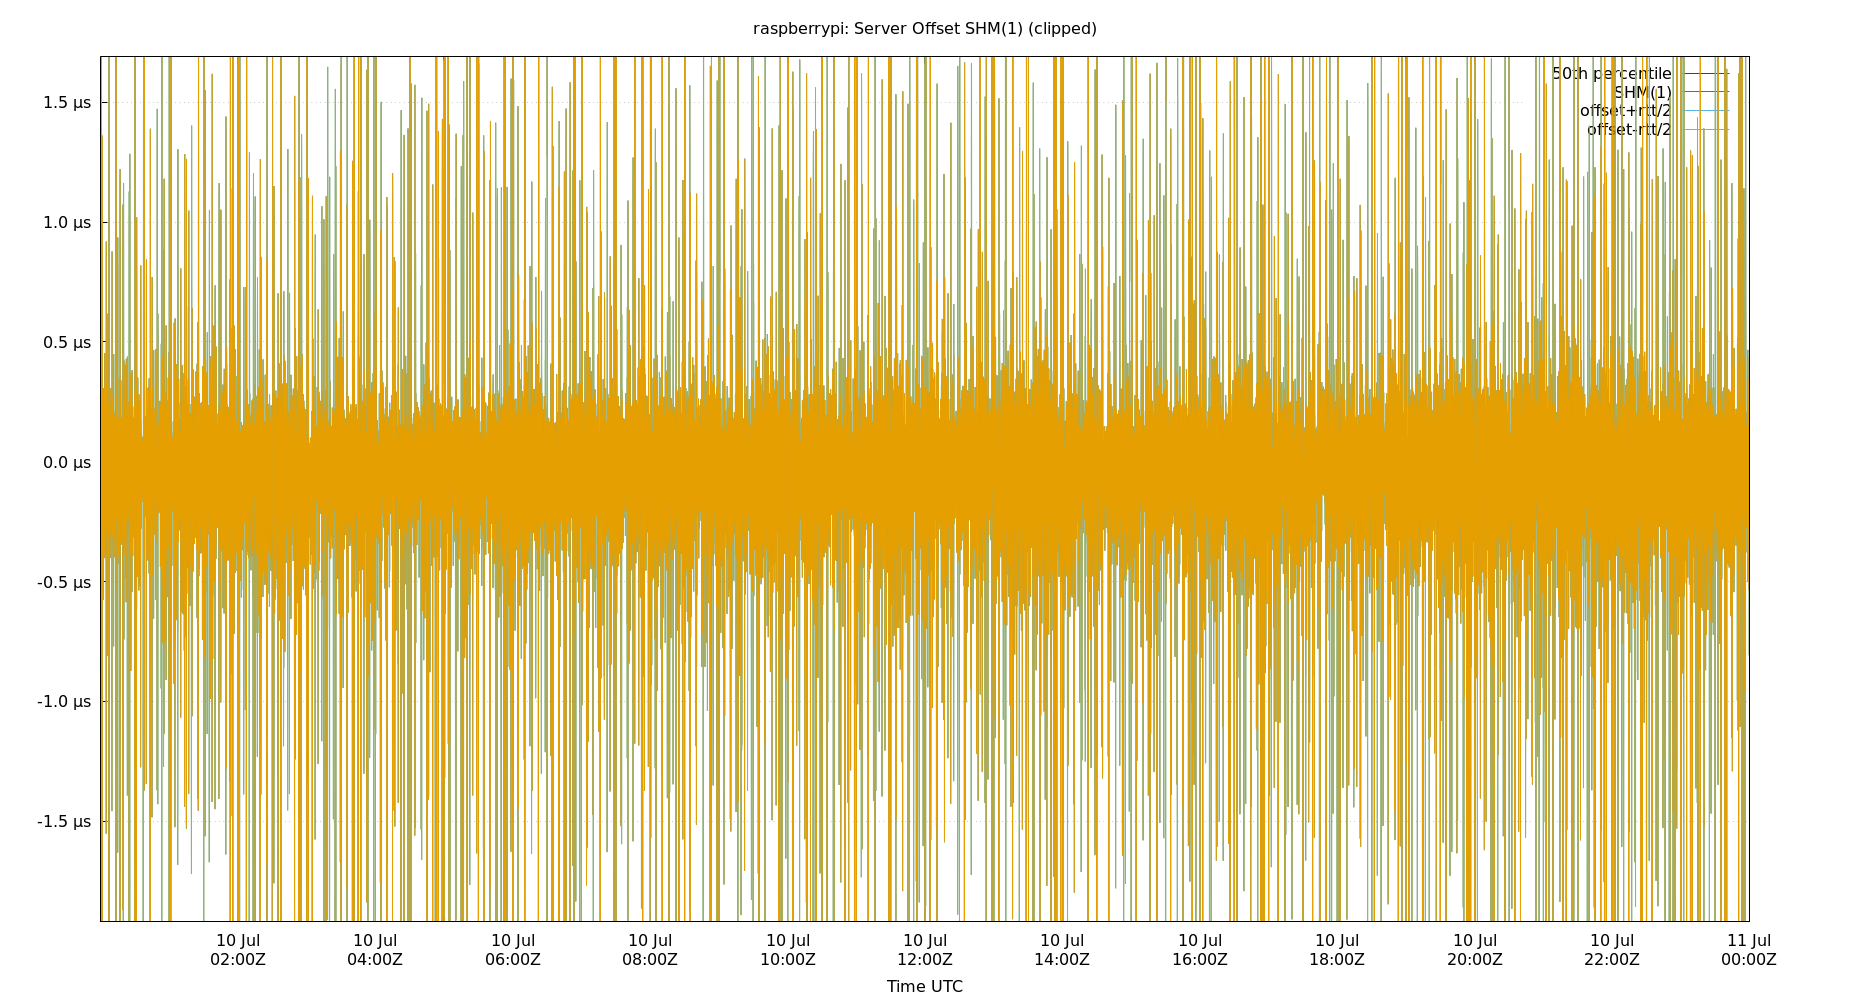 raspberrypi: Server Offset SHM(1) (clipped)
50th percentile
SHM(1)
offset+rtt/2
offset-rtt/2
1.5 µs
1.0 µs
0.5 µs
0.0 µs
-0.5 µs
-1.0 µs
-1.5 µs
10 Jul 10 Jul 10 Jul 10 Jul 10 Jul 10 Jul 10 Jul 10 Jul 10 Jul 10 Jul 10 Jul 11 Jul
02:00Z 04:00Z 06:00Z 08:00Z 10:00Z 12:00Z 14:00Z 16:00Z 18:00Z 20:00Z 22:00Z 00:00Z
Time UTC